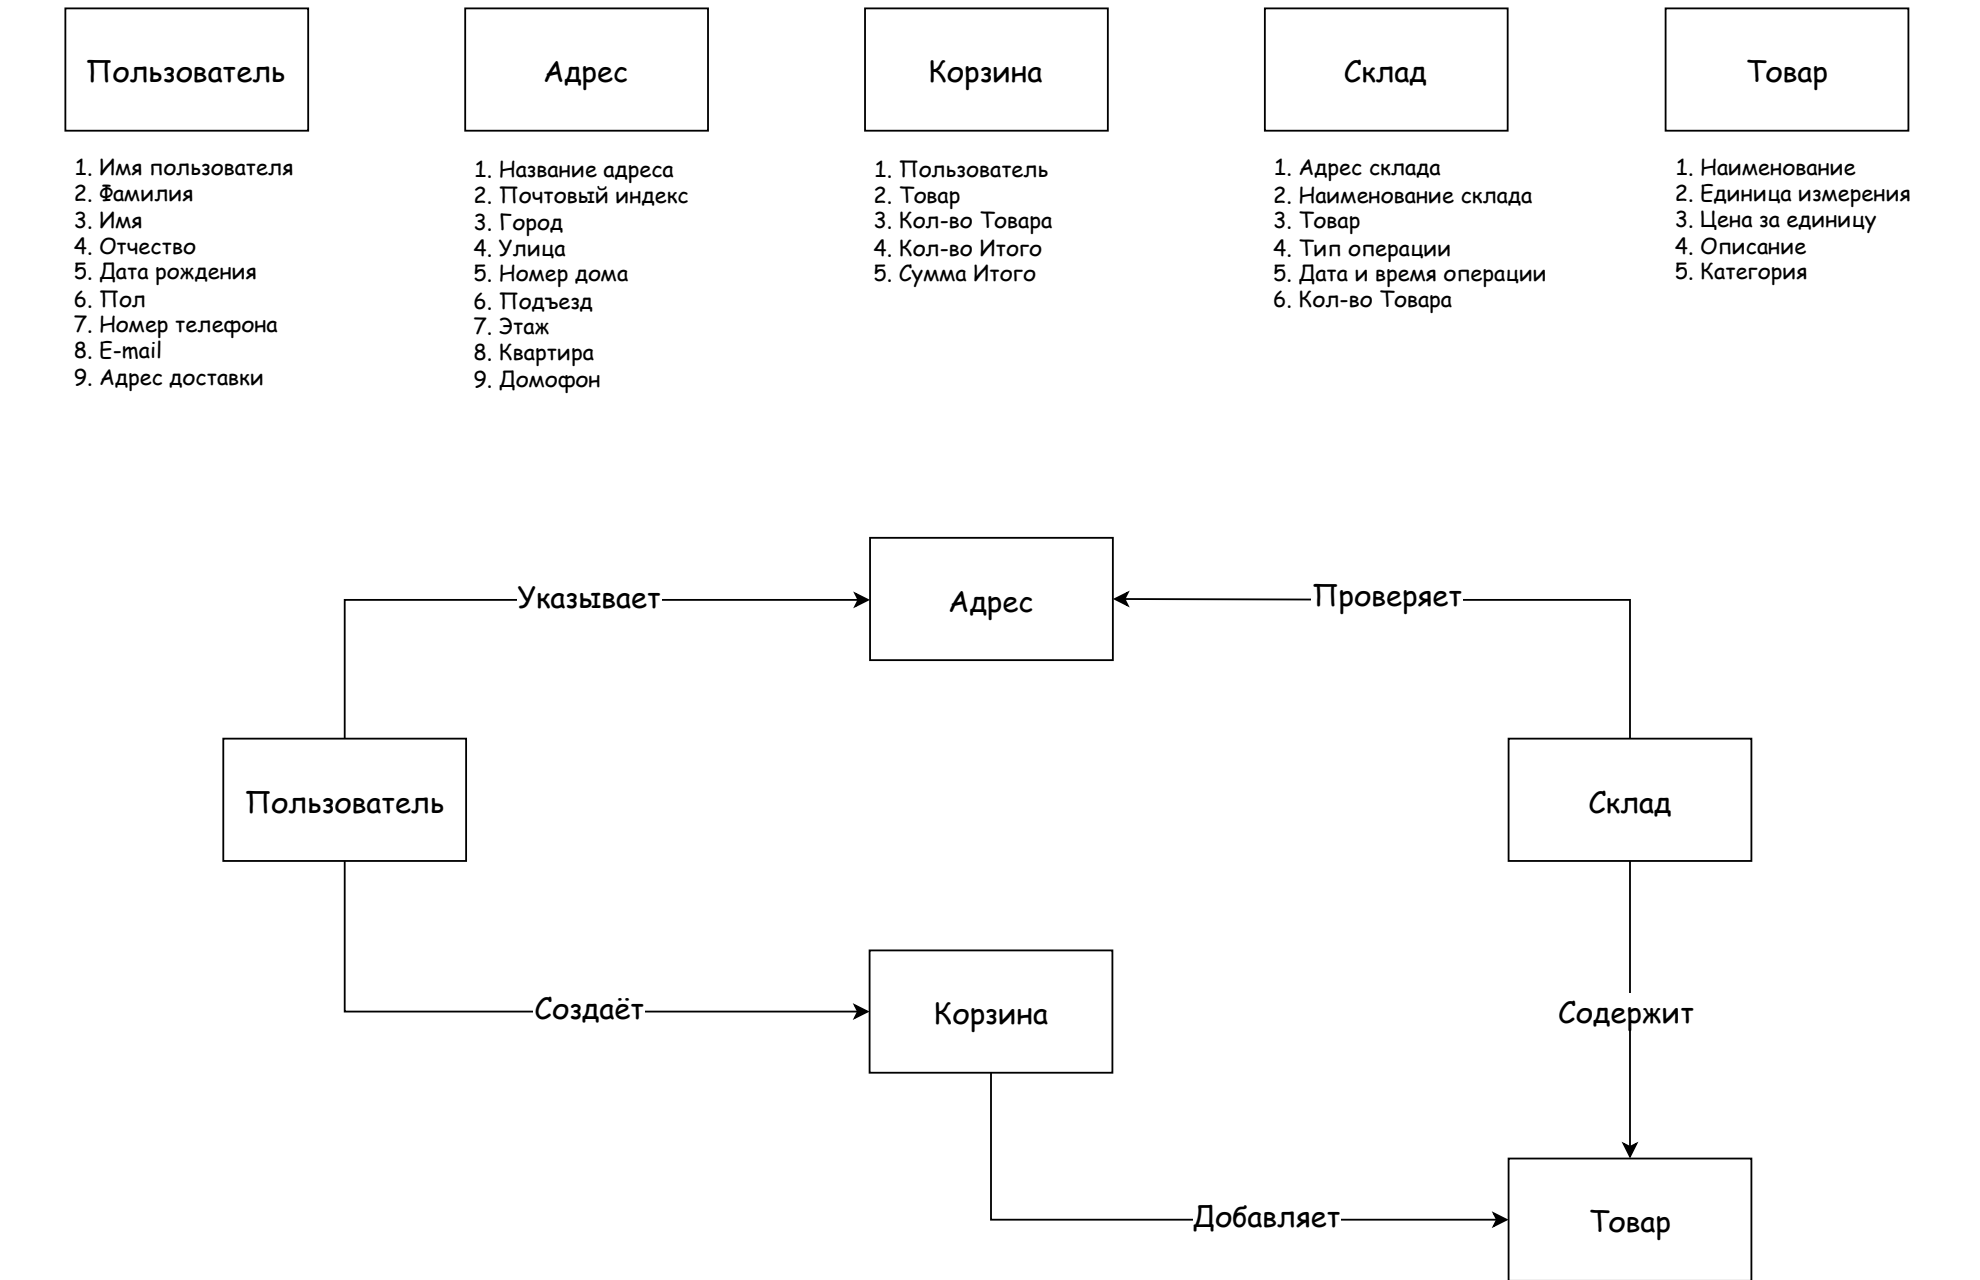 Пользователь
1. Имя пользователя
2. Фамилия
3. Имя
4. Отчество
5. Дата рождения
6. Пол
7. Номер телефона
8. E-mail
9. Адрес доставки
Адрес
1. Название адреса
2. Почтовый индекс
3. Город
4. Улица
5. Номер дома
6. Подъезд
7. Этаж
8. Квартира
9. Домофон
Корзина
1. Пользователь
2. Товар
3. Кол-во Товара
4. Кол-во Итого
5. Сумма Итого
Склад
1. Адрес склада
2. Наименование склада
3. Товар
4. Тип операции
5. Дата и время операции
6. Кол-во Товара
Товар
1. Наименование
2. Единица измерения
3. Цена за единицу
4. Описание
5. Категория
Указывает
Адрес
Проверяет
Пользователь
Склад
Создаёт
Корзина
Содержит
Добавляет
Товар